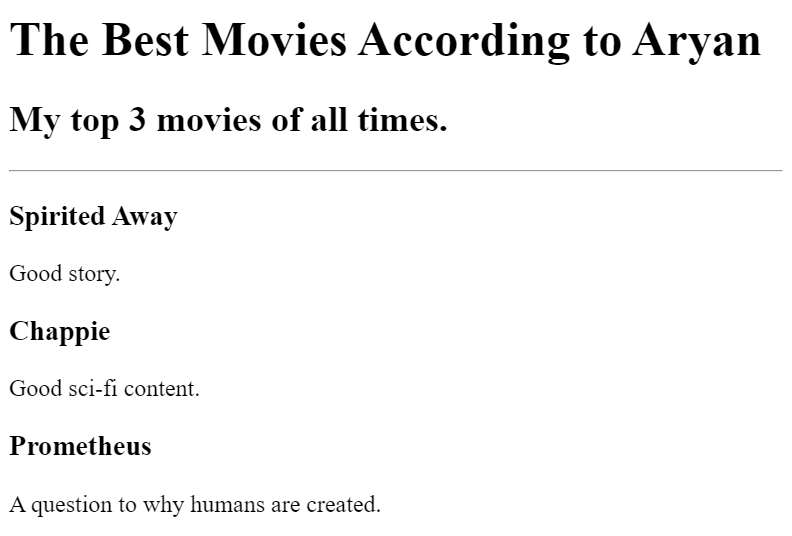 The Best Movies According to Aryan
My top 3 movies of all times.
Spirited Away
Good story.
Chappie
Good sci-fi content.
Prometheus
A question to why humans are created.